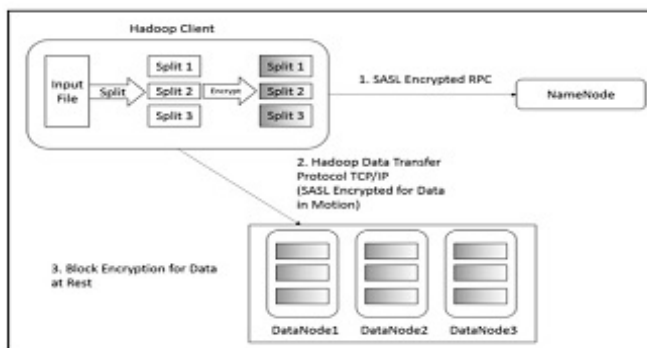 Hadoop Client
Input
File
Split
Split 1
Split 2
Split 3
Encrypt
Split 1
Split 2
Split 3
1. SASL Encrypted RPC
NameNode
2. Hadoop Data Transfer
Protocol TCP/IP
(SASL Encrypted for Data
in Motion)
3. Block Encryption for Data
at Rest
DataNode1
DataNode2
DataNode3